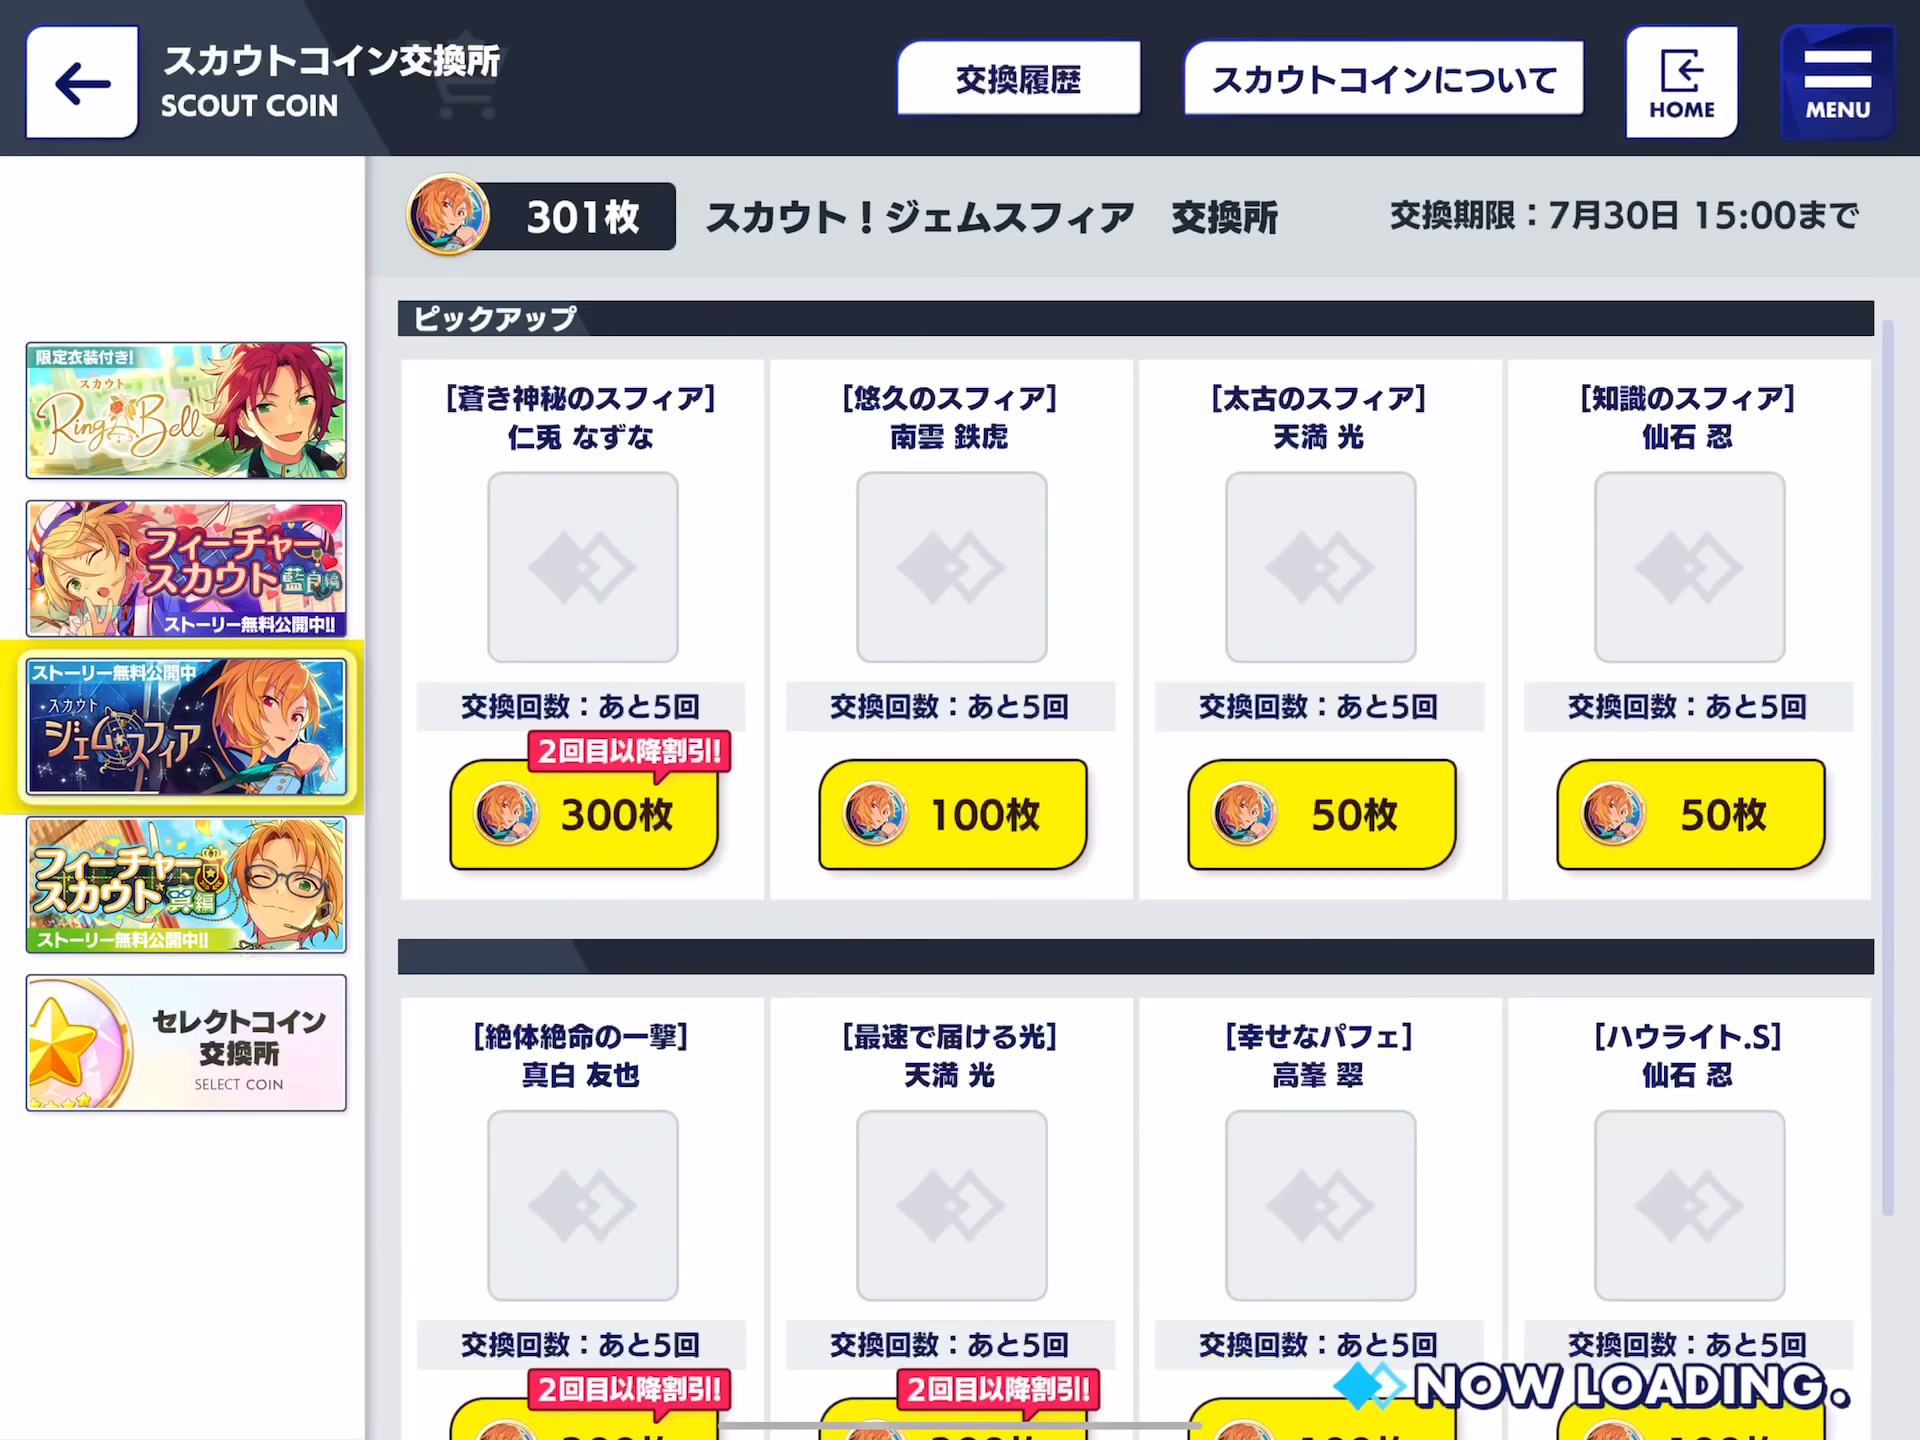 スカウトコイン交換所
SCOUT COIN
交換履歴
スカウトコインについて
HOME
MENU
301枚
スカウト！ジェムスフィア　交換所
交換期限：7月30日 15:00まで
限定衣装付き!
スカウト
Ring Bell
フィーチャー
スカウト 藍良編
ストーリー無料公開中!!
ストーリー無料公開中
スカウト
ジェムスフィア
フィーチャー
スカウト 真編
ストーリー無料公開中!!
セレクトコイン
交換所
SELECT COIN
ピックアップ
[蒼き神秘のスフィア]
仁兎 なずな
交換回数：あと5回
2回目以降割引!
300枚
[悠久のスフィア]
南雲 鉄虎
交換回数：あと5回
100枚
[太古のスフィア]
天満 光
交換回数：あと5回
50枚
[知識のスフィア]
仙石 忍
交換回数：あと5回
50枚
[絶体絶命の一撃]
真白 友也
交換回数：あと5回
2回目以降割引!
[最速で届ける光]
天満 光
交換回数：あと5回
2回目以降割引!
[幸せなパフェ]
高峯 翠
交換回数：あと5回
[ハウライト.S]
仙石 忍
交換回数：あと5回
NOW LOADING.